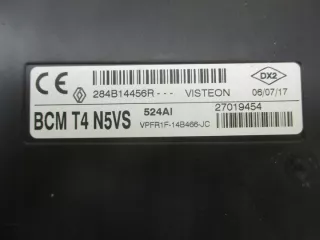 CE 284B14456R--- VISTEON 06/07/17
DX2
BCM T4 N5VS 524AI 27019454
VPFR1F-14B466-JC